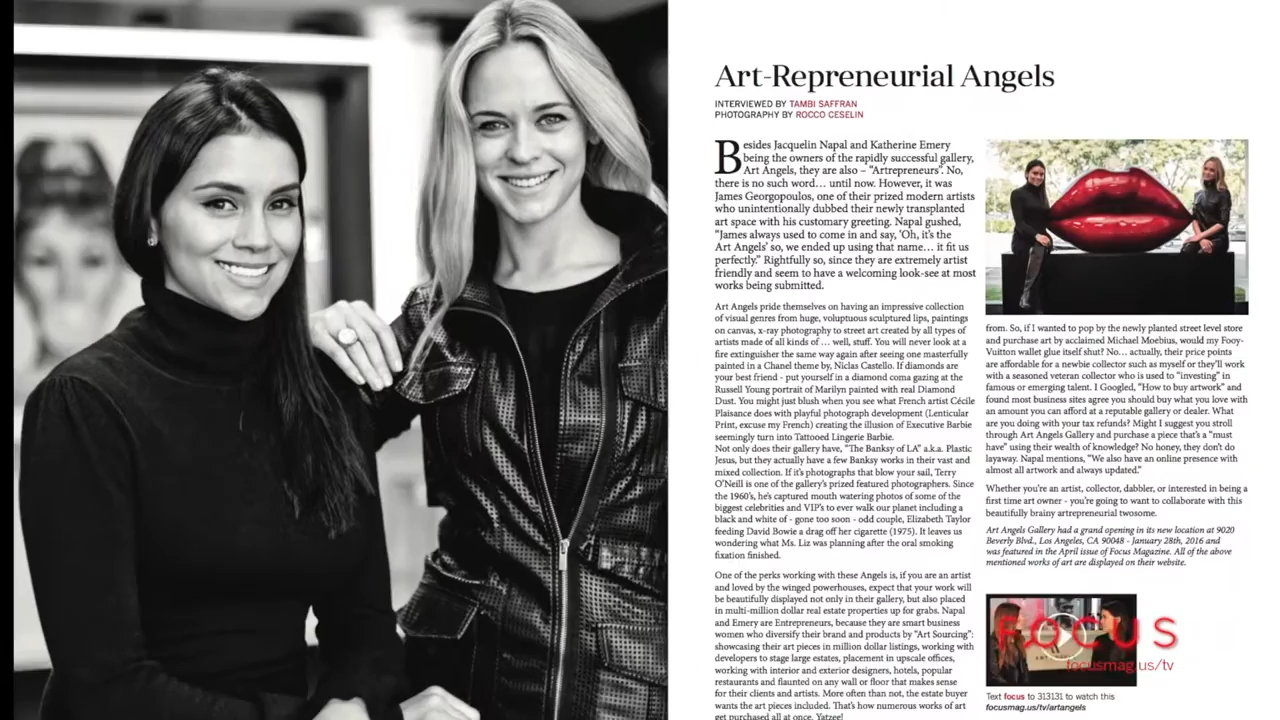 Art-Repreneurial Angels
INTERVIEWED BY TAMBI SAFFRAN
PHOTOGRAPHY BY ROCCO CESELIN
Besides Jacquelin Napal and Katherine Emery
being the owners of the rapidly successful gallery,
Art Angels, they are also – "Artrepreneurs". No,
there is no such word… until now. However, it was
James Georgopoulos, one of their prized modern artists
who unintentionally dubbed their newly transplanted
art space with his customary greeting. Napal gushed,
"James always used to come in and say, 'Oh, it's the
Art Angels' so, we ended up using that name… it fit us
perfectly." Rightfully so, since they are extremely artist
friendly and seem to have a welcoming look-see at most
works being submitted.
Art Angels pride themselves on having an impressive collection
of visual genres from huge, voluptuous sculptured lips, paintings
on canvas, x-ray photography to street art created by all types of
artists made of all kinds of … well, stuff. You will never look at a
fire extinguisher the same way again after seeing one masterfully
painted in a Chanel theme by, Niclas Castello. If diamonds are
your best friend - put yourself in a diamond coma gazing at the
Russell Young portrait of Marilyn painted with real Diamond
Dust. You might just blush when you see what French artist Cécile
Plaisance does with playful photograph development (Lenticular
Print, excuse my French) creating the illusion of Executive Barbie
seemingly turn into Tattooed Lingerie Barbie.
Not only does their gallery have, "The Banksy of LA" a.k.a. Plastic
Jesus, but they actually have a few Banksy works in their vast and
mixed collection. If it's photographs that blow your sail, Terry
O'Neill is one of the gallery's prized featured photographers. Since
the 1960's, he's captured mouth watering photos of some of the
biggest celebrities and VIP's to ever walk our planet including a
black and white of - gone too soon - odd couple, Elizabeth Taylor
feeding David Bowie a drag off her cigarette (1975). It leaves us
wondering what Ms. Liz was planning after the oral smoking
fixation finished.
One of the perks working with these Angels is, if you are an artist
and loved by the winged powerhouses, expect that your work will
be beautifully displayed not only in their gallery, but also placed
in multi-million dollar real estate properties up for grabs. Napal
and Emery are Entrepreneurs, because they are smart business
women who diversify their brand and products by "Art Sourcing":
showcasing their art pieces in million dollar listings, working with
developers to stage large estates, placement in upscale offices,
working with interior and exterior designers, hotels, popular
restaurants and flaunted on any wall or floor that makes sense
for their clients and artists. More often than not, the estate buyer
wants the art pieces included. That's how numerous works of art
get purchased all at once. Yatzee!
from. So, if I wanted to pop by the newly planted street level store
and purchase art by acclaimed Michael Moebius, would my Fooy-
Vuitton wallet glue itself shut? No… actually, their price points
are affordable for a newbie collector such as myself or they'll work
with a seasoned veteran collector who is used to "investing" in
famous or emerging talent. I Googled, "How to buy artwork" and
found most business sites agree you should buy what you love with
an amount you can afford at a reputable gallery or dealer. What
are you doing with your tax refunds? Might I suggest you stroll
through Art Angels Gallery and purchase a piece that's a "must
have" using their wealth of knowledge? No honey, they don't do
layaway. Napal mentions, "We also have an online presence with
almost all artwork and always updated."
Whether you're an artist, collector, dabbler, or interested in being a
first time art owner - you're going to want to collaborate with this
beautifully brainy artrepreneurial twosome.
Art Angels Gallery had a grand opening in its new location at 9020
Beverly Blvd., Los Angeles, CA 90048 - January 28th, 2016 and
was featured in the April issue of Focus Magazine. All of the above
mentioned works of art are displayed on their website.
FOCUS
focusmag.us/tv
Text focus to 313131 to watch this
focusmag.us/tv/artangels